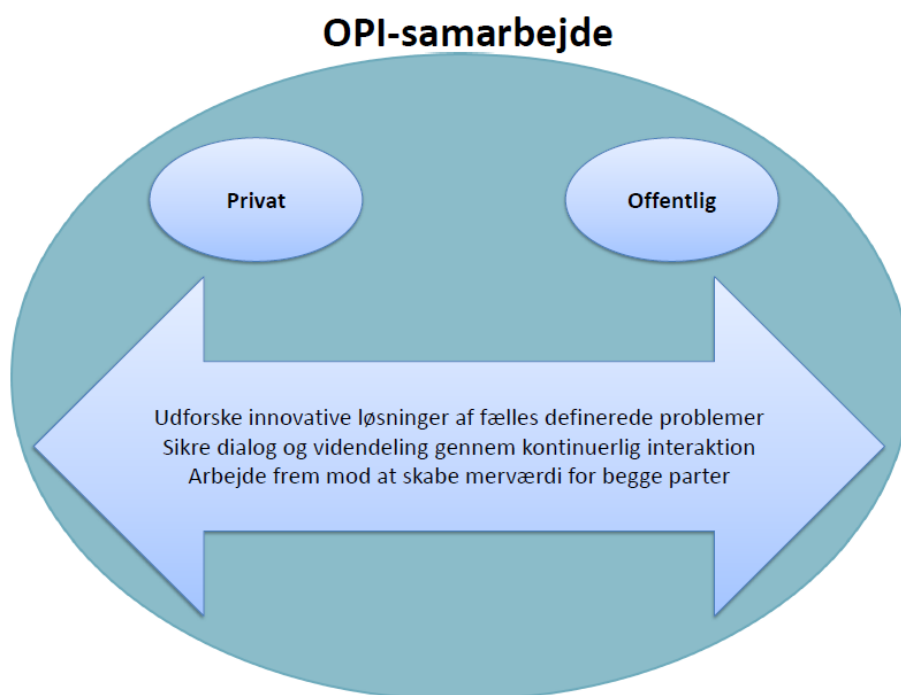 OPI-samarbejde
Privat
Offentlig
Udforske innovative løsninger af fælles definerede problemer
Sikre dialog og videndeling gennem kontinuerlig interaktion
Arbejde frem mod at skabe merværdi for begge parter